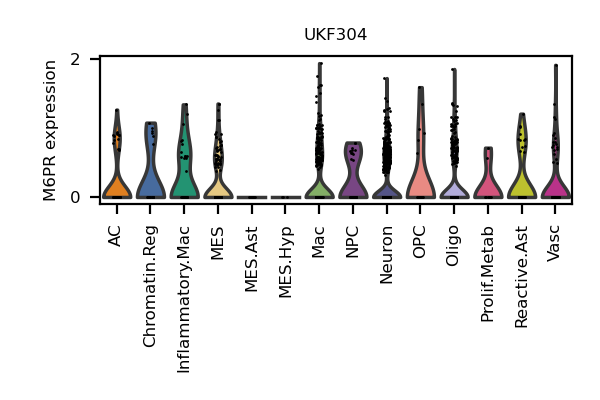 UKF304
M6PR expression
2
0
AC
Chromatin.Reg
Inflammatory.Mac
MES
MES.Ast
MES.Hyp
Mac
NPC
Neuron
OPC
Oligo
Prolif.Metab
Reactive.Ast
Vasc